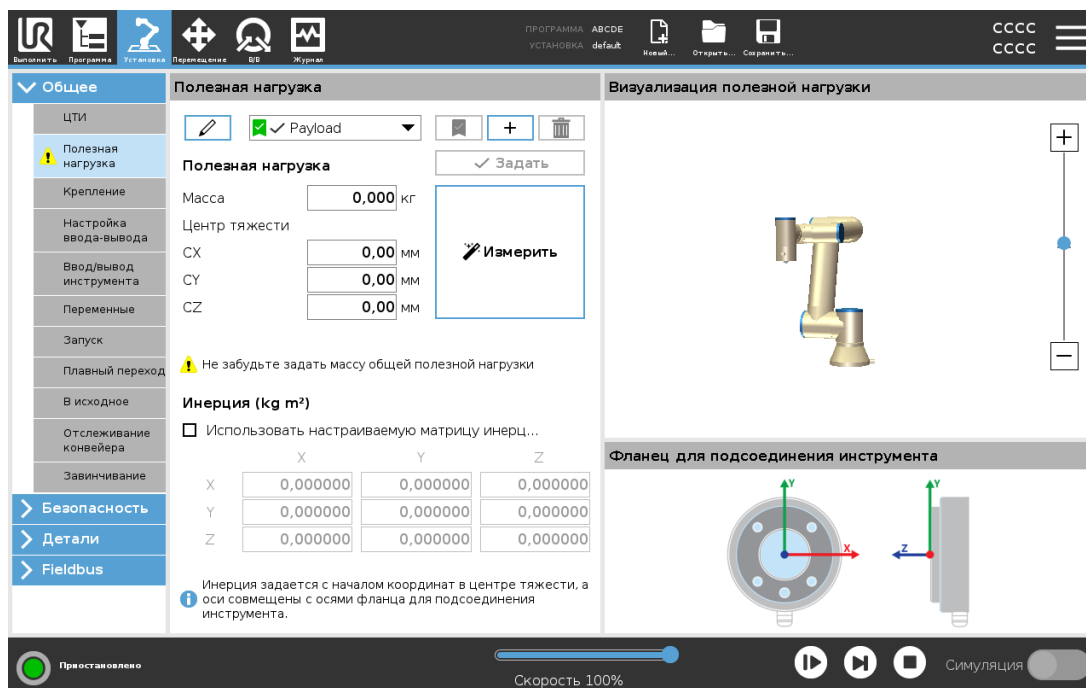 UR
Выполнить
Программа
Установка
Перемещение
В/В
Журнал
ПРОГРАММА ABCDE
УСТАНОВКА default
Новый...
Открыть...
Сохранить...
CCCC
CCCC
Общее
ЦТИ
Полезная
нагрузка
Крепление
Настройка
ввода-вывода
Ввод/вывод
инструмента
Переменные
Запуск
Плавный переход
В исходное
Отслеживание
конвейера
Завинчивание
Безопасность
Детали
Fieldbus
Полезная нагрузка
Payload
Полезная нагрузка
Задать
Масса 0,000 кг
Центр тяжести
CX 0,00 мм
CY 0,00 мм
CZ 0,00 мм
Измерить
Не забудьте задать массу общей полезной нагрузки
Инерция (kg m²)
Использовать настраиваемую матрицу инерц...
X Y Z
X 0,000000 0,000000 0,000000
Y 0,000000 0,000000 0,000000
Z 0,000000 0,000000 0,000000
Инерция задается с началом координат в центре тяжести, а
оси совмещены с осями фланца для подсоединения
инструмента.
Визуализация полезной нагрузки
Фланец для подсоединения инструмента
Y
X
Y
Z
Приостановлено
Скорость 100%
Симуляция